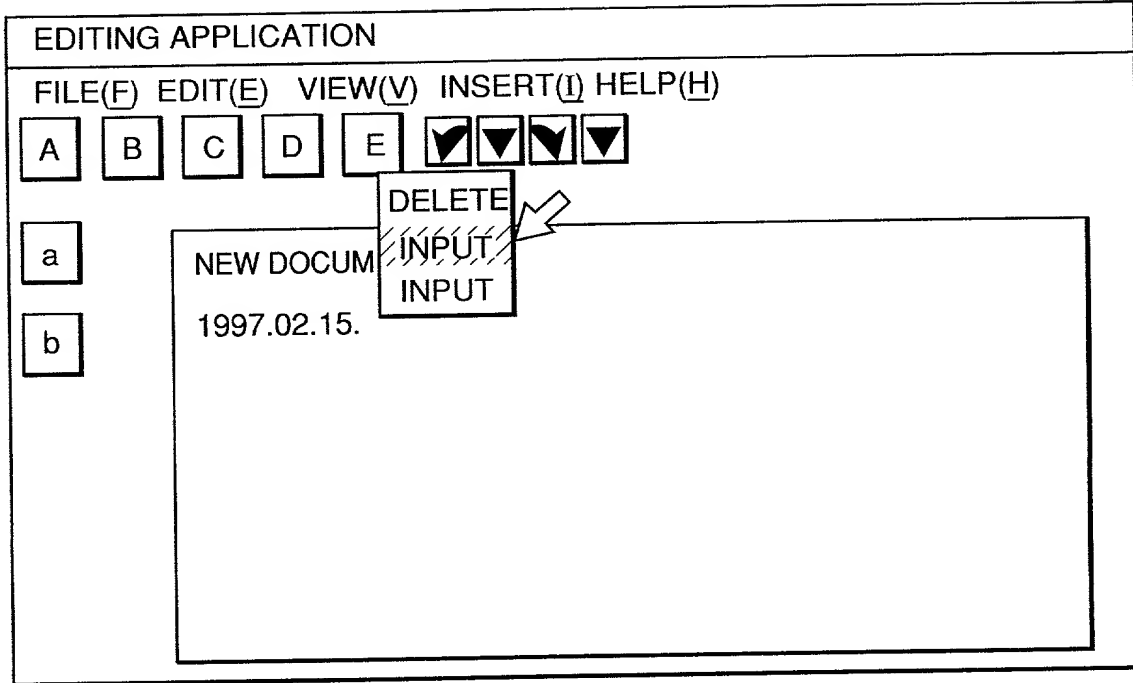 EDITING APPLICATION
FILE(F) EDIT(E) VIEW(V) INSERT(I) HELP(H)
A B C D E
DELETE
a
NEW DOCUM INPUT
INPUT
1997.02.15.
b